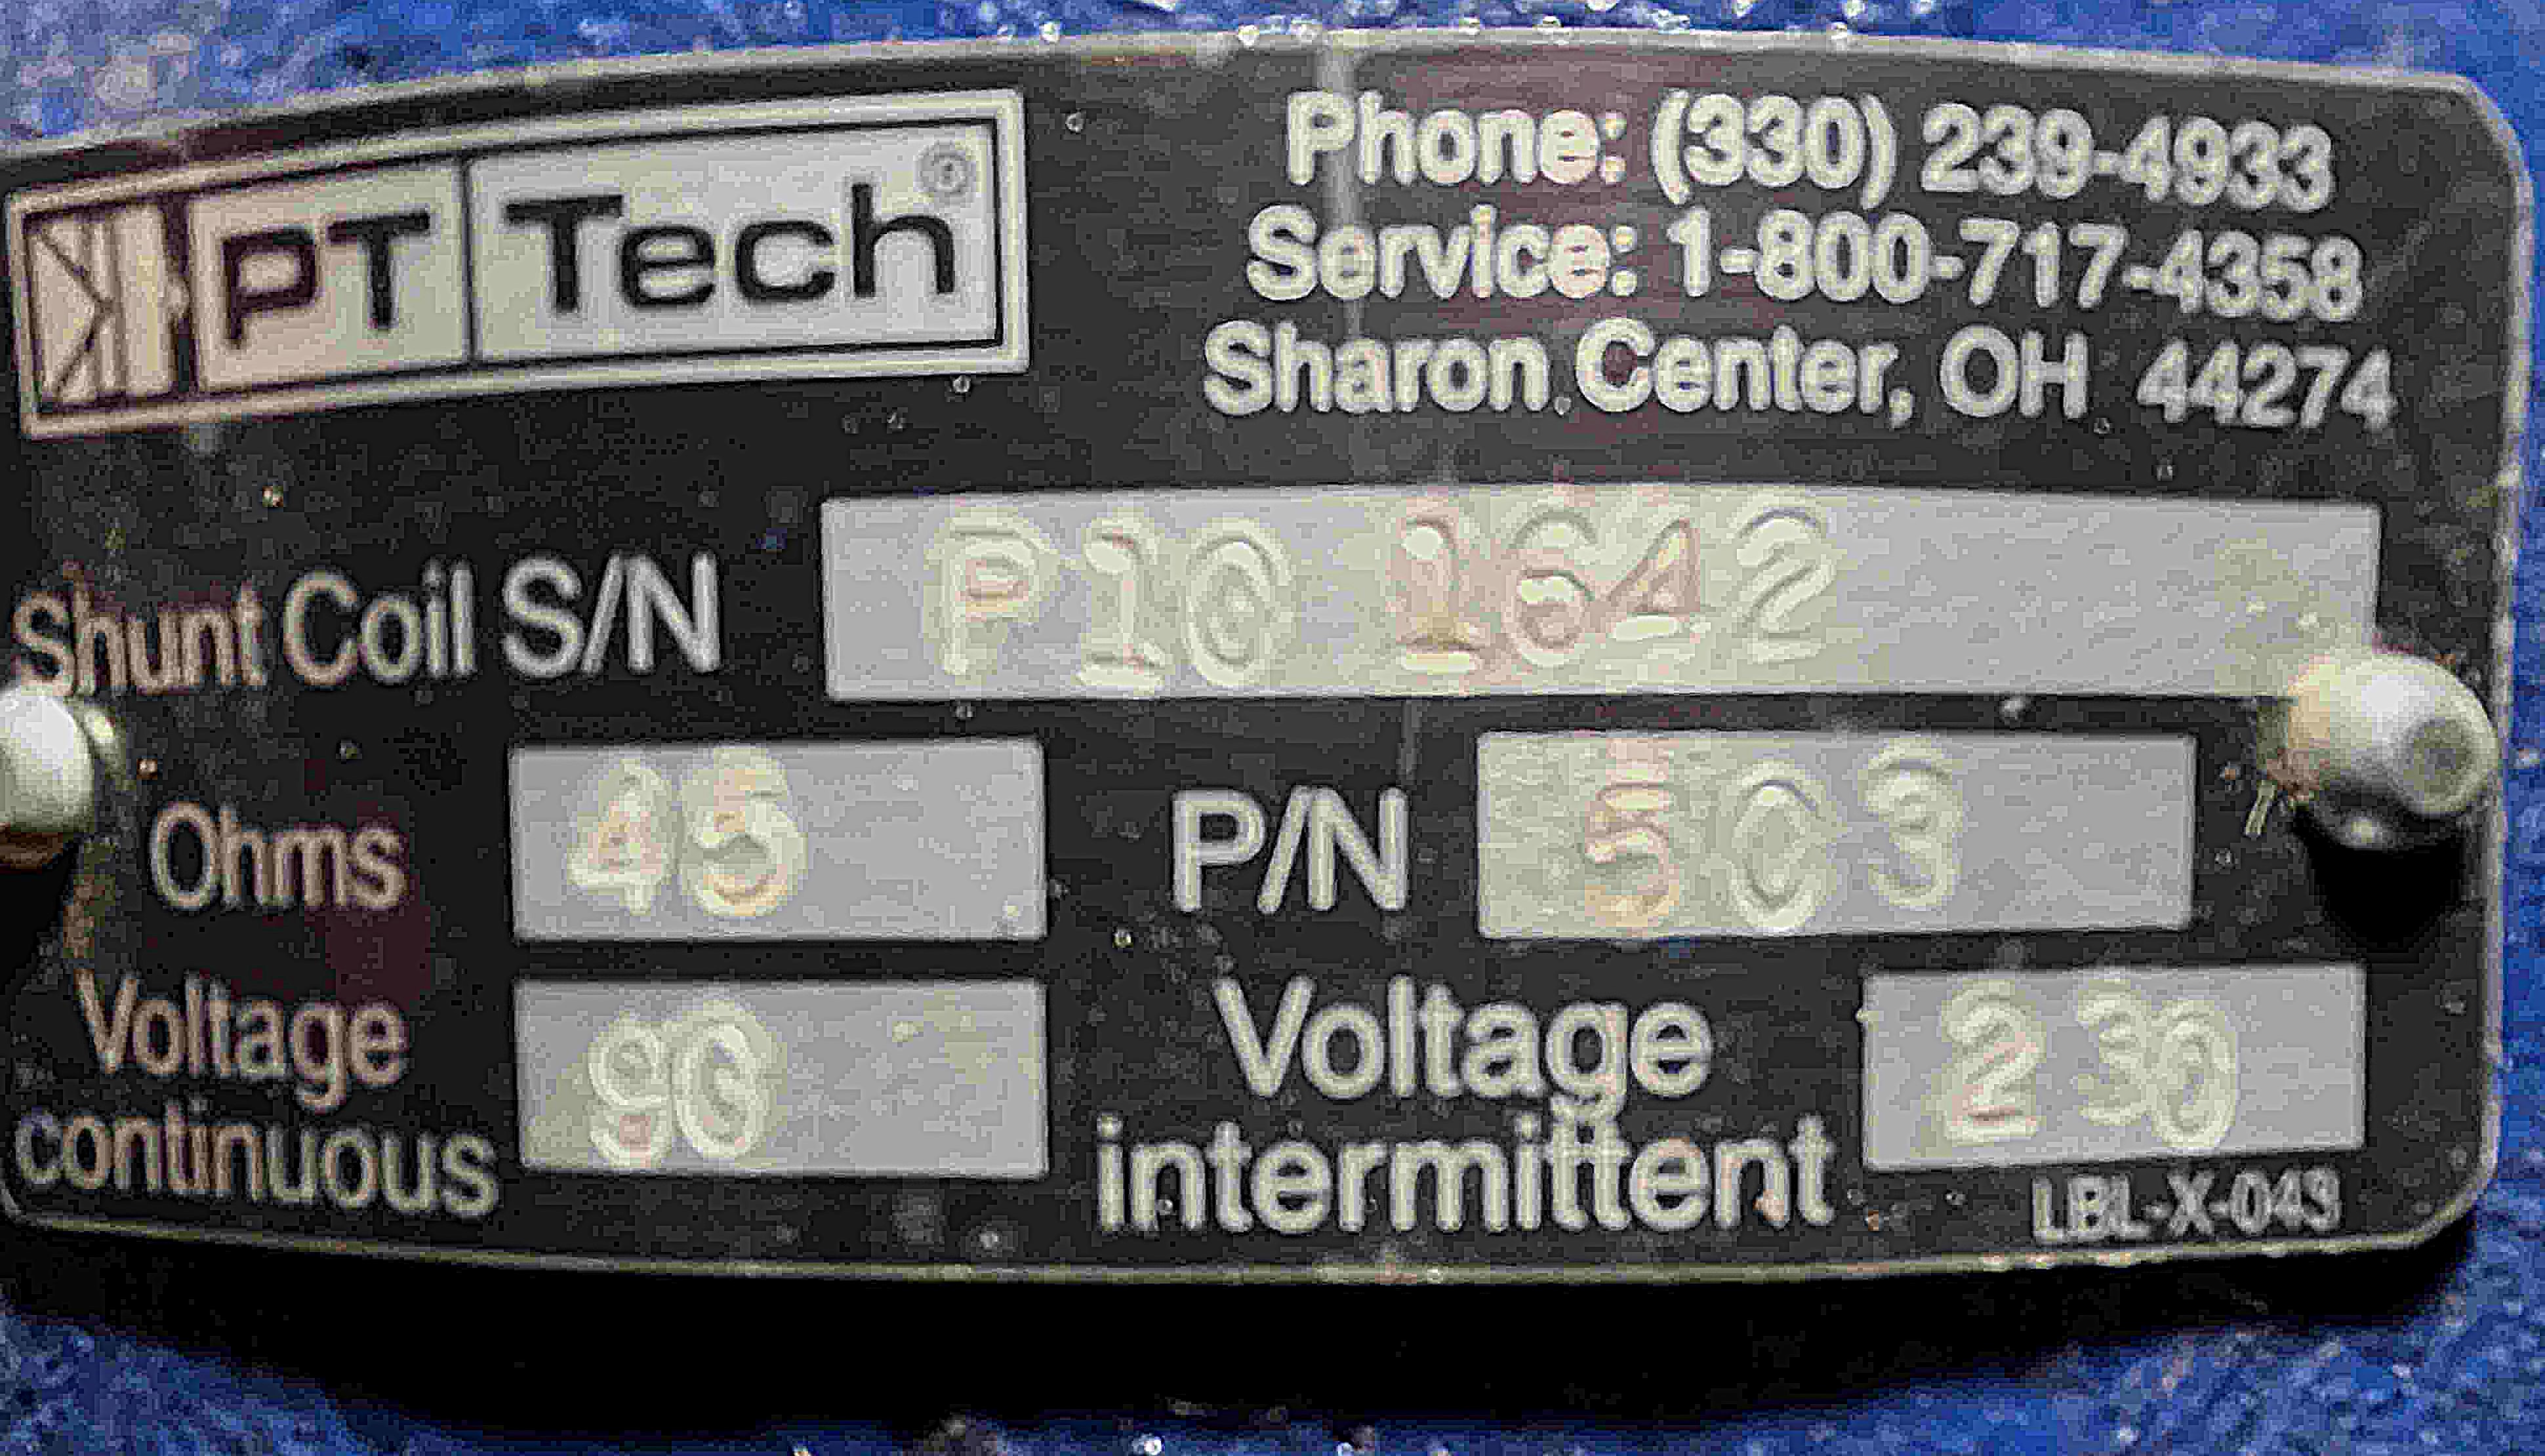 PT Tech®
Phone: (330) 239-4933
Service: 1-800-717-4358
Sharon Center, OH 44274
Shunt Coil S/N P10 1642
Ohms 45
P/N 503
Voltage continuous 90
Voltage intermittent 230
LBL-X-043